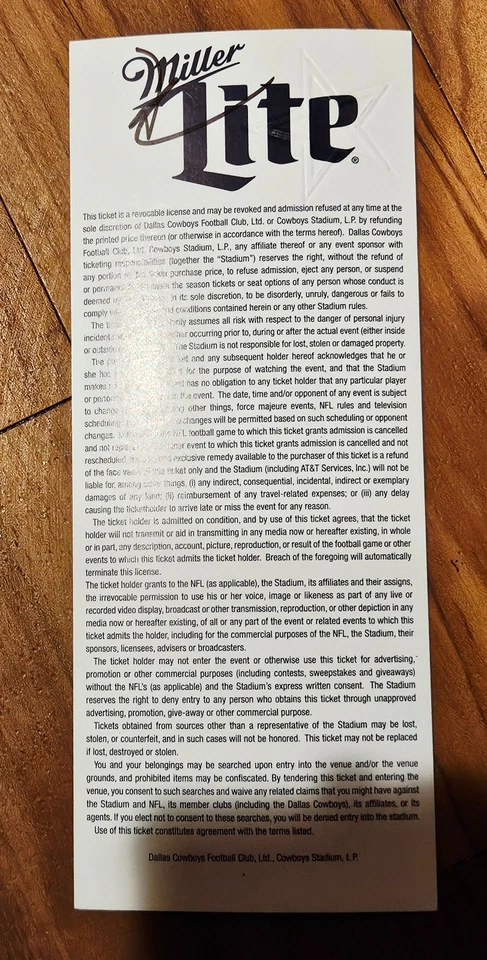 Miller
Lite®
This ticket is a revocable license and may be revoked and admission refused at any time at the
sole discretion of Dallas Cowboys Football Club, Ltd. or Cowboys Stadium, L.P. by refunding
the printed price thereon (or otherwise in accordance with the terms hereof). Dallas Cowboys
Football Club, Ltd. Cowboys Stadium, L.P., any affiliate thereof or any event sponsor with
ticketing responsibilities (together the “Stadium”) reserves the right, without the refund of
any portion ticket purchase price, to refuse admission, eject any person, or suspend
or the season tickets or seat options of any person whose conduct is
deemed in its sole discretion, to be disorderly, unruly, dangerous or fails to
comply conditions contained herein or any other Stadium rules.
The assumes all risk with respect to the danger of personal injury
occurring prior to, during or after the actual event (either inside
or the Stadium is not responsible for lost, stolen or damaged property.
The and any subsequent holder hereof acknowledges that he or
she for the purpose of watching the event, and that the Stadium
makes has no obligation to any ticket holder that any particular player
or the event. The date, time and/or opponent of any event is subject
to other things, force majeure events, NFL rules and television
scheduling changes will be permitted based on such scheduling or opponent
changes. football game to which this ticket grants admission is cancelled
and not event to which this ticket grants admission is cancelled and not
rescheduled, exclusive remedy available to the purchaser of this ticket is a refund
of the face ticket only and the Stadium (including AT&T Services, Inc.) will not be
liable for, among other things, (i) any indirect, consequential, incidental, indirect or exemplary
damages of any kind; (ii) reimbursement of any travel-related expenses; or (iii) any delay
causing the ticketholder to arrive late or miss the event for any reason.
The ticket holder is admitted on condition, and by use of this ticket agrees, that the ticket
holder will not transmit or aid in transmitting in any media now or hereafter existing, in whole
or in part, any description, account, picture, reproduction, or result of the football game or other
events to which this ticket admits the ticket holder. Breach of the foregoing will automatically
terminate this license.
The ticket holder grants to the NFL (as applicable), the Stadium, its affiliates and their assigns,
the irrevocable permission to use his or her voice, image or likeness as part of any live or
recorded video display, broadcast or other transmission, reproduction, or other depiction in any
media now or hereafter existing, of all or any part of the event or related events to which this
ticket admits the holder, including for the commercial purposes of the NFL, the Stadium, their
sponsors, licensees, advisers or broadcasters.
The ticket holder may not enter the event or otherwise use this ticket for advertising,
promotion or other commercial purposes (including contests, sweepstakes and giveaways)
without the NFL's (as applicable) and the Stadium's express written consent. The Stadium
reserves the right to deny entry to any person who obtains this ticket through unapproved
advertising, promotion, give-away or other commercial purpose.
Tickets obtained from sources other than a representative of the Stadium may be lost,
stolen, or counterfeit, and in such cases will not be honored. This ticket may not be replaced
if lost, destroyed or stolen.
You and your belongings may be searched upon entry into the venue and/or the venue
grounds, and prohibited items may be confiscated. By tendering this ticket and entering the
venue, you consent to such searches and waive any related claims that you might have against
the Stadium and NFL, its member clubs (including the Dallas Cowboys), its affiliates, or its
agents. If you elect not to consent to these searches, you will be denied entry into the stadium.
Use of this ticket constitutes agreement with the terms listed.
Dallas Cowboys Football Club, Ltd., Cowboys Stadium, L.P.